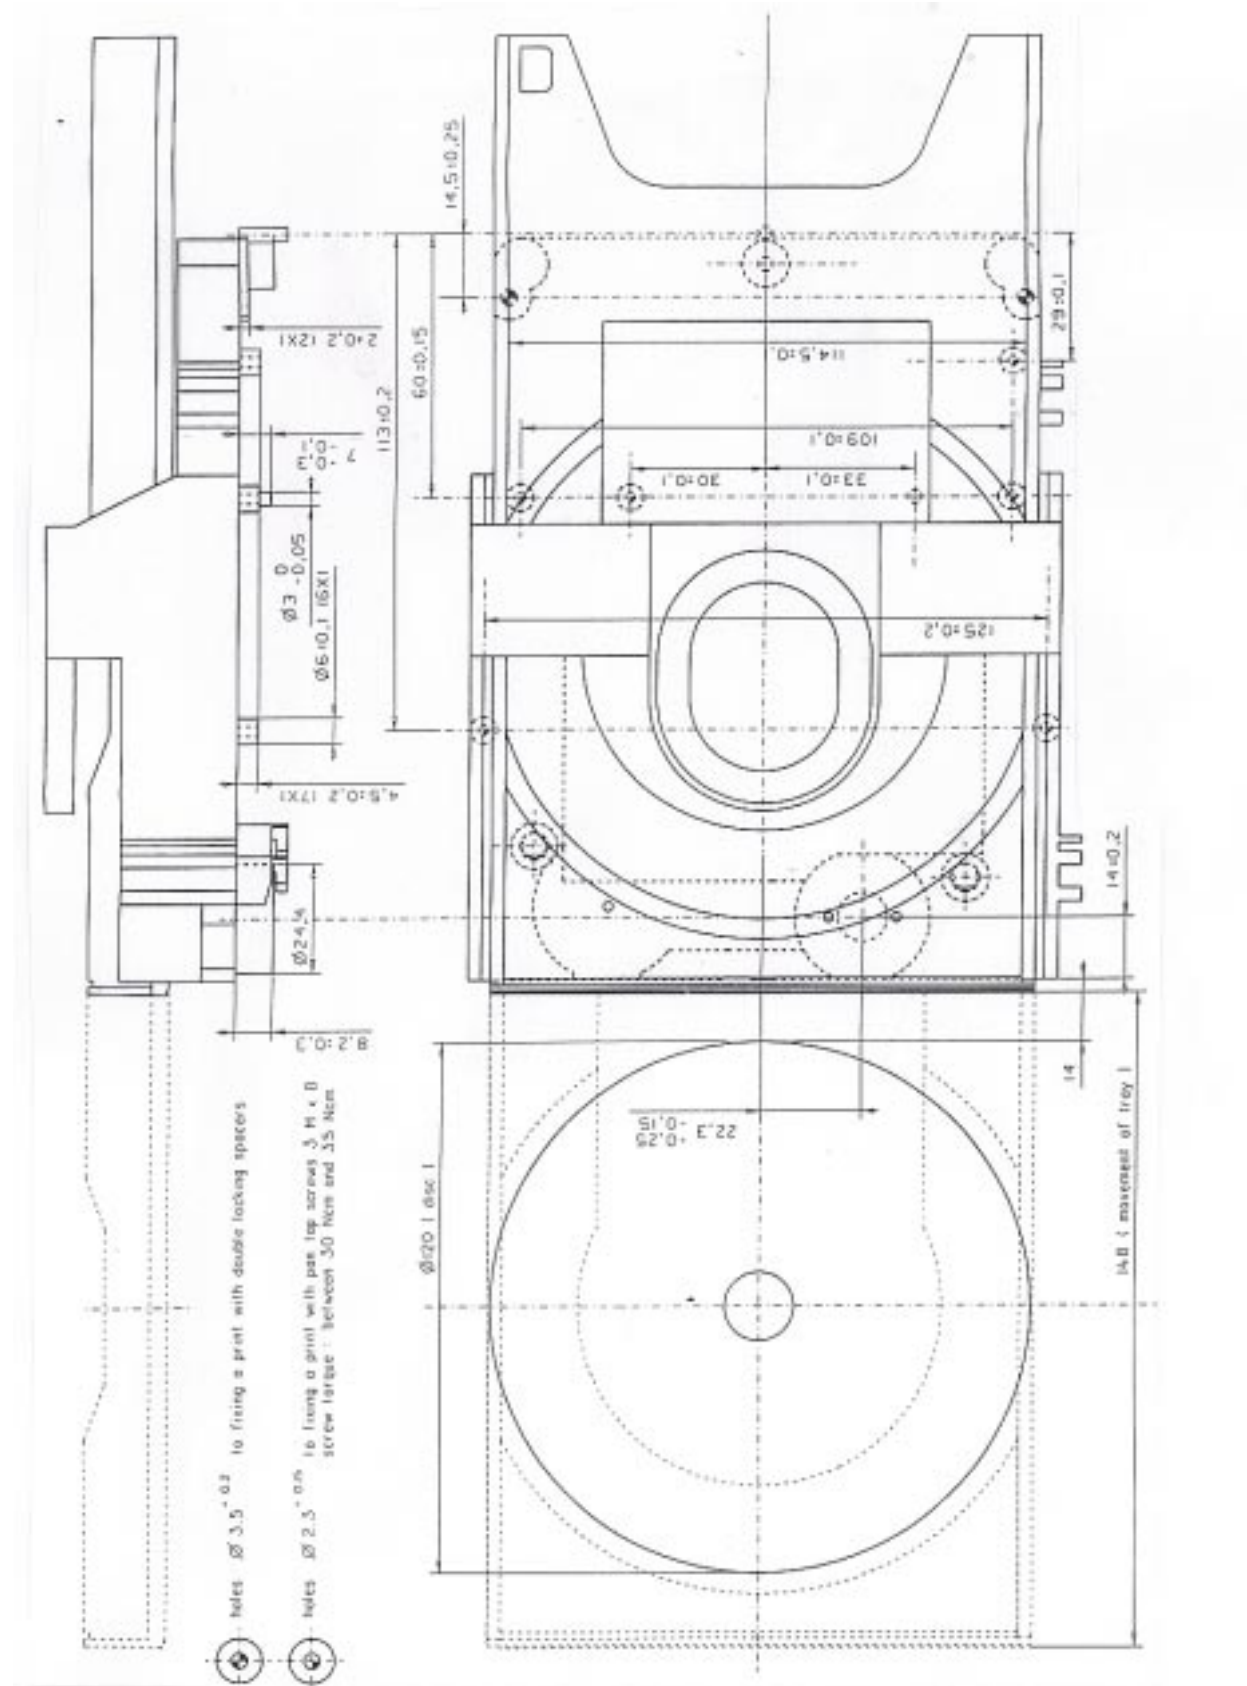 14,5±0,25
113±0,2
60±0,15
2±0,2 (2X)
7 -0,1
-0,3
Ø3 0
-0,05
Ø6±0,1 (6X)
4,5±0,2 (7X)
Ø24,4
8,2±0,3
29±0,1
114,5±0,
109±0,1
30±0,1
33±0,1
125±0,2
14±0,2
14
22,3 -0,25
-0,15
Ø120 ( disc )
148 ( movement of tray )
holes Ø 3.5 to fixing a print with double locking spacers
holes Ø 2.5 to fixing a print with pan tap screws 3
screw torque : between 30 Ncm and 35 Ncm